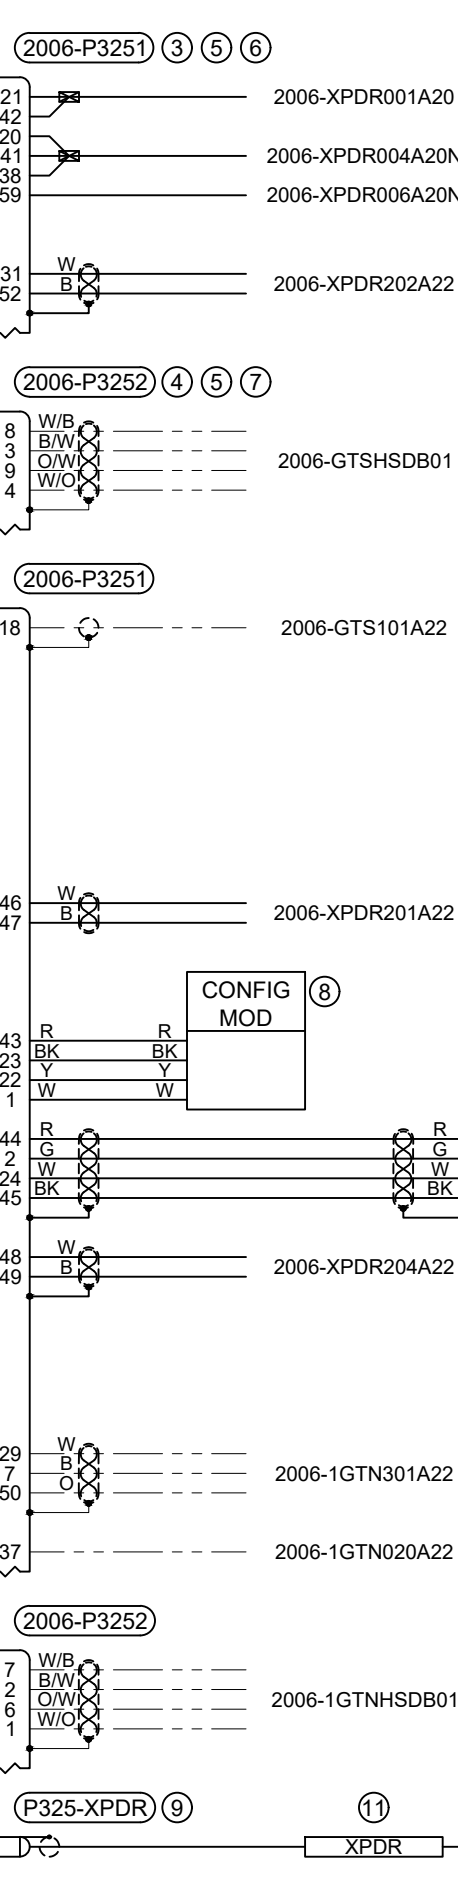 2006-P3251 3 5 6
21 2006-XPDR001A20
42
20
41 2006-XPDR004A20N
38
59 2006-XPDR006A20N
31 W
2006-XPDR202A22
52 B
2006-P3252 4 5 7
8 W/B
3 B/W
2006-GTSHSDB01
9 O/W
4 W/O
2006-P3251
18 2006-GTS101A22
46 W
2006-XPDR201A22
47 B
CONFIG 8
MOD
43 R R
23 BK BK
22 Y Y
1 W W
44 R R
2 G G
24 W W
45 BK BK
48 W
2006-XPDR204A22
49 B
29 W
7 B 2006-1GTN301A22
50 O
37 2006-1GTN020A22
2006-P3252
7 W/B
2 B/W
2006-1GTNHSDB01
6 O/W
1 W/O
P325-XPDR 9 11
XPDR